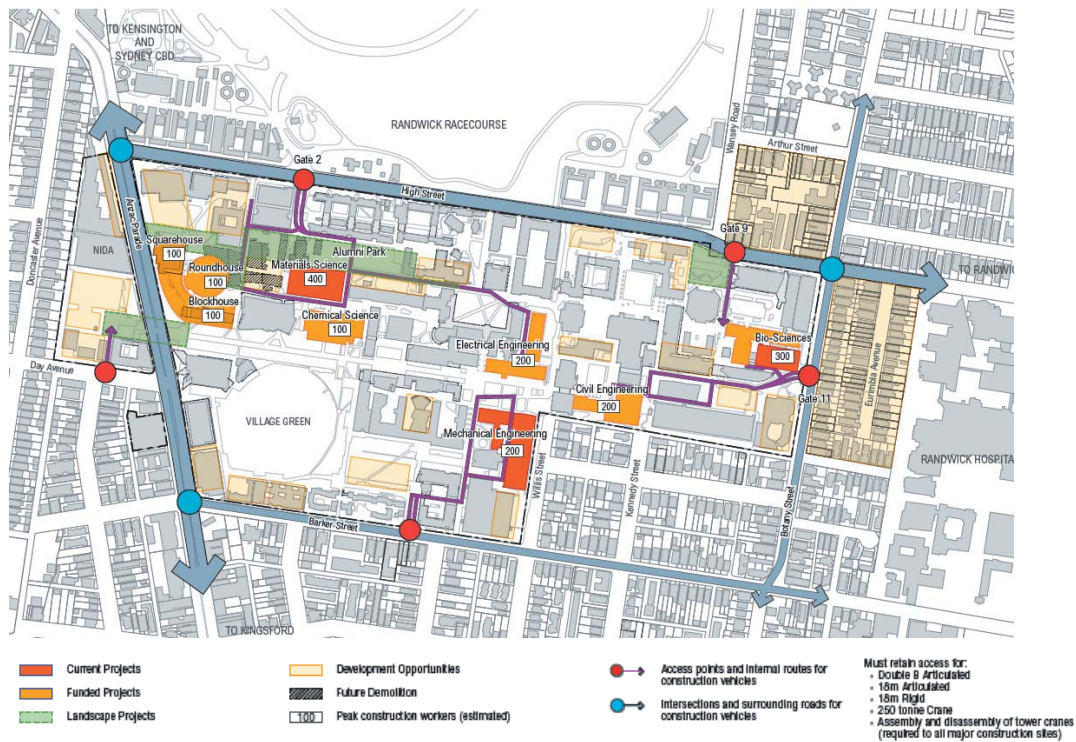 TO KENSINGTON
AND
SYDNEY CBD
RANDWICK RACECOURSE
Wansey Road
Arthur Street
Gate 2
High Street
Gate 9
Doncaster Avenue
NIDA
Anzac Parade
Squarehouse
100
Alumni Park
Roundhouse
100
Materials Science
400
TO RANDWIC
Blockhouse
100
Chemical Science
100
Electrical Engineering
200
Bio-Sciences
300
Eurimbla Avenue
Day Avenue
Civil Engineering
200
Gate 11
VILLAGE GREEN
Mechanical Engineering
200
Willis Street
Kennedy Street
Botany Street
RANDWICK HOSPITA
Barker Street
TO KINGSFORD
Current Projects
Funded Projects
Landscape Projects
Development Opportunities
Future Demolition
100
Peak construction workers (estimated)
Access points and internal routes for
construction vehicles
Intersections and surrounding roads for
construction vehicles
Must retain access for:
• Double B Articulated
• 18m Articulated
• 18m Rigid
• 250 tonne Crane
• Assembly and disassembly of tower cranes
(required to all major construction sites)